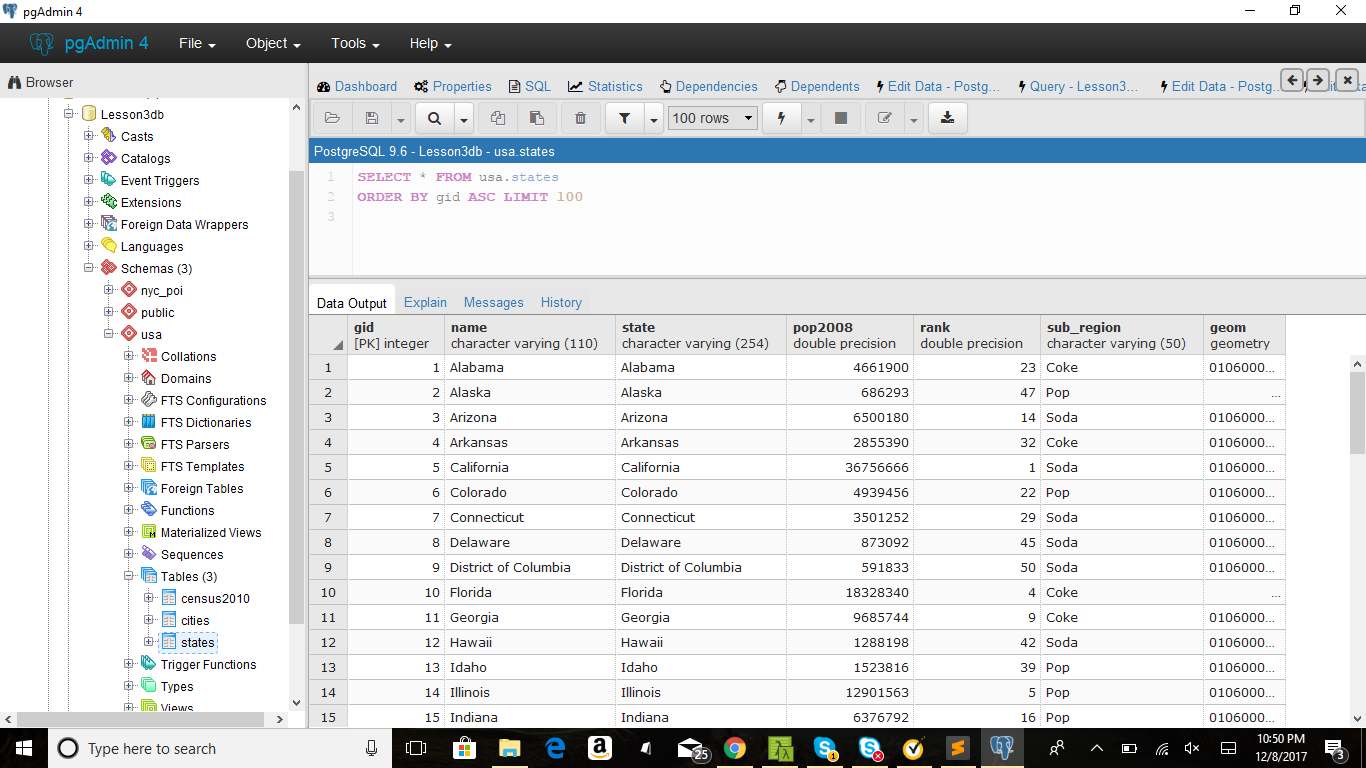 pgAdmin 4
pgAdmin 4 File Object Tools Help
Browser
Dashboard Properties SQL Statistics Dependencies Dependents Edit Data - Postg... Query - Lesson3... Edit Data - Postg...
100 rows
PostgreSQL 9.6 - Lesson3db - usa.states
1 SELECT * FROM usa.states
2 ORDER BY gid ASC LIMIT 100
3
Lesson3db
Casts
Catalogs
Event Triggers
Extensions
Foreign Data Wrappers
Languages
Schemas (3)
nyc_poi
public
usa
Collations
Domains
FTS Configurations
FTS Dictionaries
FTS Parsers
FTS Templates
Foreign Tables
Functions
Materialized Views
Sequences
Tables (3)
census2010
cities
states
Trigger Functions
Types
Views
Data Output Explain Messages History
gid name state pop2008 rank sub_region geom
[PK] integer character varying (110) character varying (254) double precision double precision character varying (50) geometry
1 1 Alabama Alabama 4661900 23 Coke 0106000...
2 2 Alaska Alaska 686293 47 Pop ...
3 3 Arizona Arizona 6500180 14 Soda 0106000...
4 4 Arkansas Arkansas 2855390 32 Coke 0106000...
5 5 California California 36756666 1 Soda 0106000...
6 6 Colorado Colorado 4939456 22 Pop 0106000...
7 7 Connecticut Connecticut 3501252 29 Soda 0106000...
8 8 Delaware Delaware 873092 45 Soda 0106000...
9 9 District of Columbia District of Columbia 591833 50 Soda 0106000...
10 10 Florida Florida 18328340 4 Coke ...
11 11 Georgia Georgia 9685744 9 Coke 0106000...
12 12 Hawaii Hawaii 1288198 42 Soda 0106000...
13 13 Idaho Idaho 1523816 39 Pop 0106000...
14 14 Illinois Illinois 12901563 5 Pop 0106000...
15 15 Indiana Indiana 6376792 16 Pop 0106000...
Type here to search
25
1
10:50 PM
12/8/2017
3